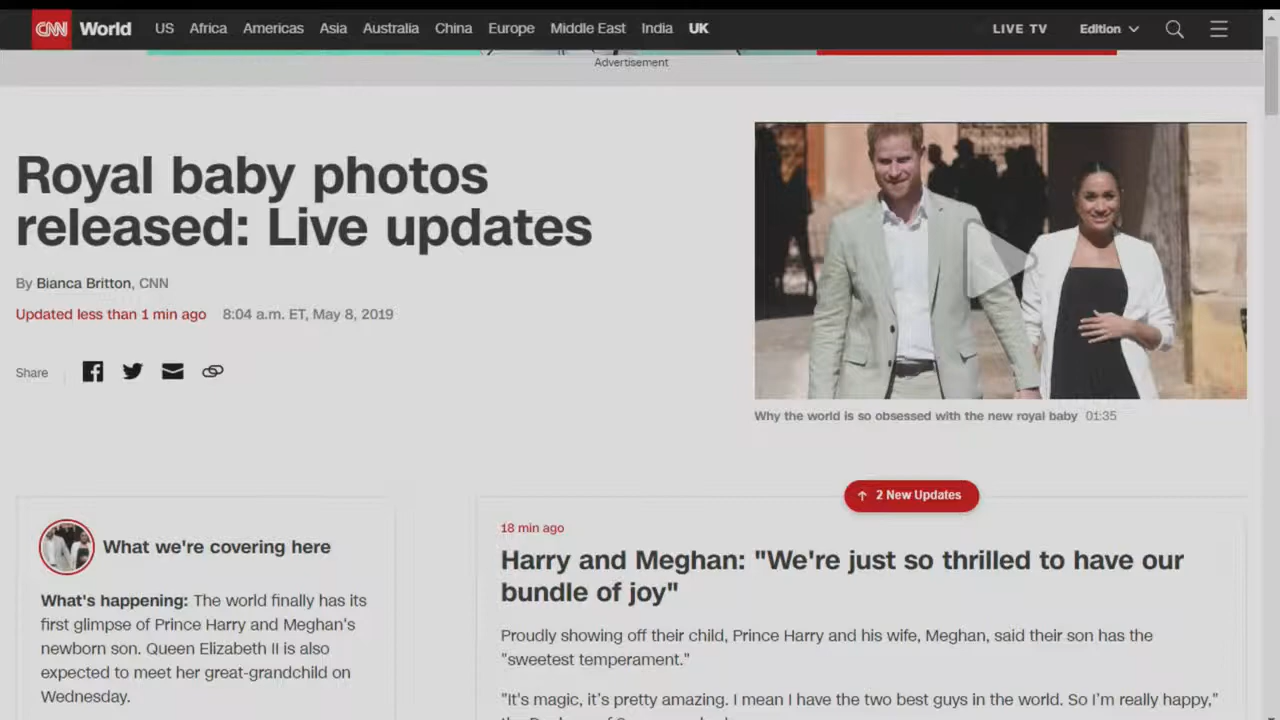 CNN World US Africa Americas Asia Australia China Europe Middle East India UK LIVE TV Edition
Advertisement
Royal baby photos
released: Live updates
By Bianca Britton, CNN
Updated less than 1 min ago 8:04 a.m. ET, May 8, 2019
Share
Why the world is so obsessed with the new royal baby 01:35
What we're covering here
What's happening: The world finally has its
first glimpse of Prince Harry and Meghan's
newborn son. Queen Elizabeth II is also
expected to meet her great-grandchild on
Wednesday.
2 New Updates
18 min ago
Harry and Meghan: "We're just so thrilled to have our
bundle of joy"
Proudly showing off their child, Prince Harry and his wife, Meghan, said their son has the
"sweetest temperament."
"It's magic, it's pretty amazing. I mean I have the two best guys in the world. So I'm really happy,"